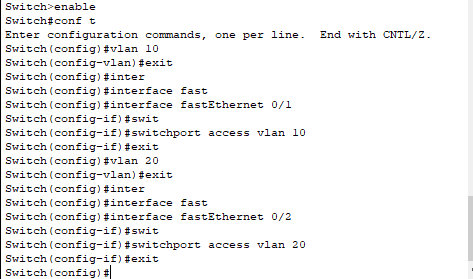 Switch>enable
Switch#conf t
Enter configuration commands, one per line.  End with CNTL/Z.
Switch(config)#vlan 10
Switch(config-vlan)#exit
Switch(config)#inter
Switch(config)#interface fast
Switch(config)#interface fastEthernet 0/1
Switch(config-if)#swit
Switch(config-if)#switchport access vlan 10
Switch(config-if)#exit
Switch(config)#vlan 20
Switch(config-vlan)#exit
Switch(config)#inter
Switch(config)#interface fast
Switch(config)#interface fastEthernet 0/2
Switch(config-if)#swit
Switch(config-if)#switchport access vlan 20
Switch(config-if)#exit
Switch(config)#